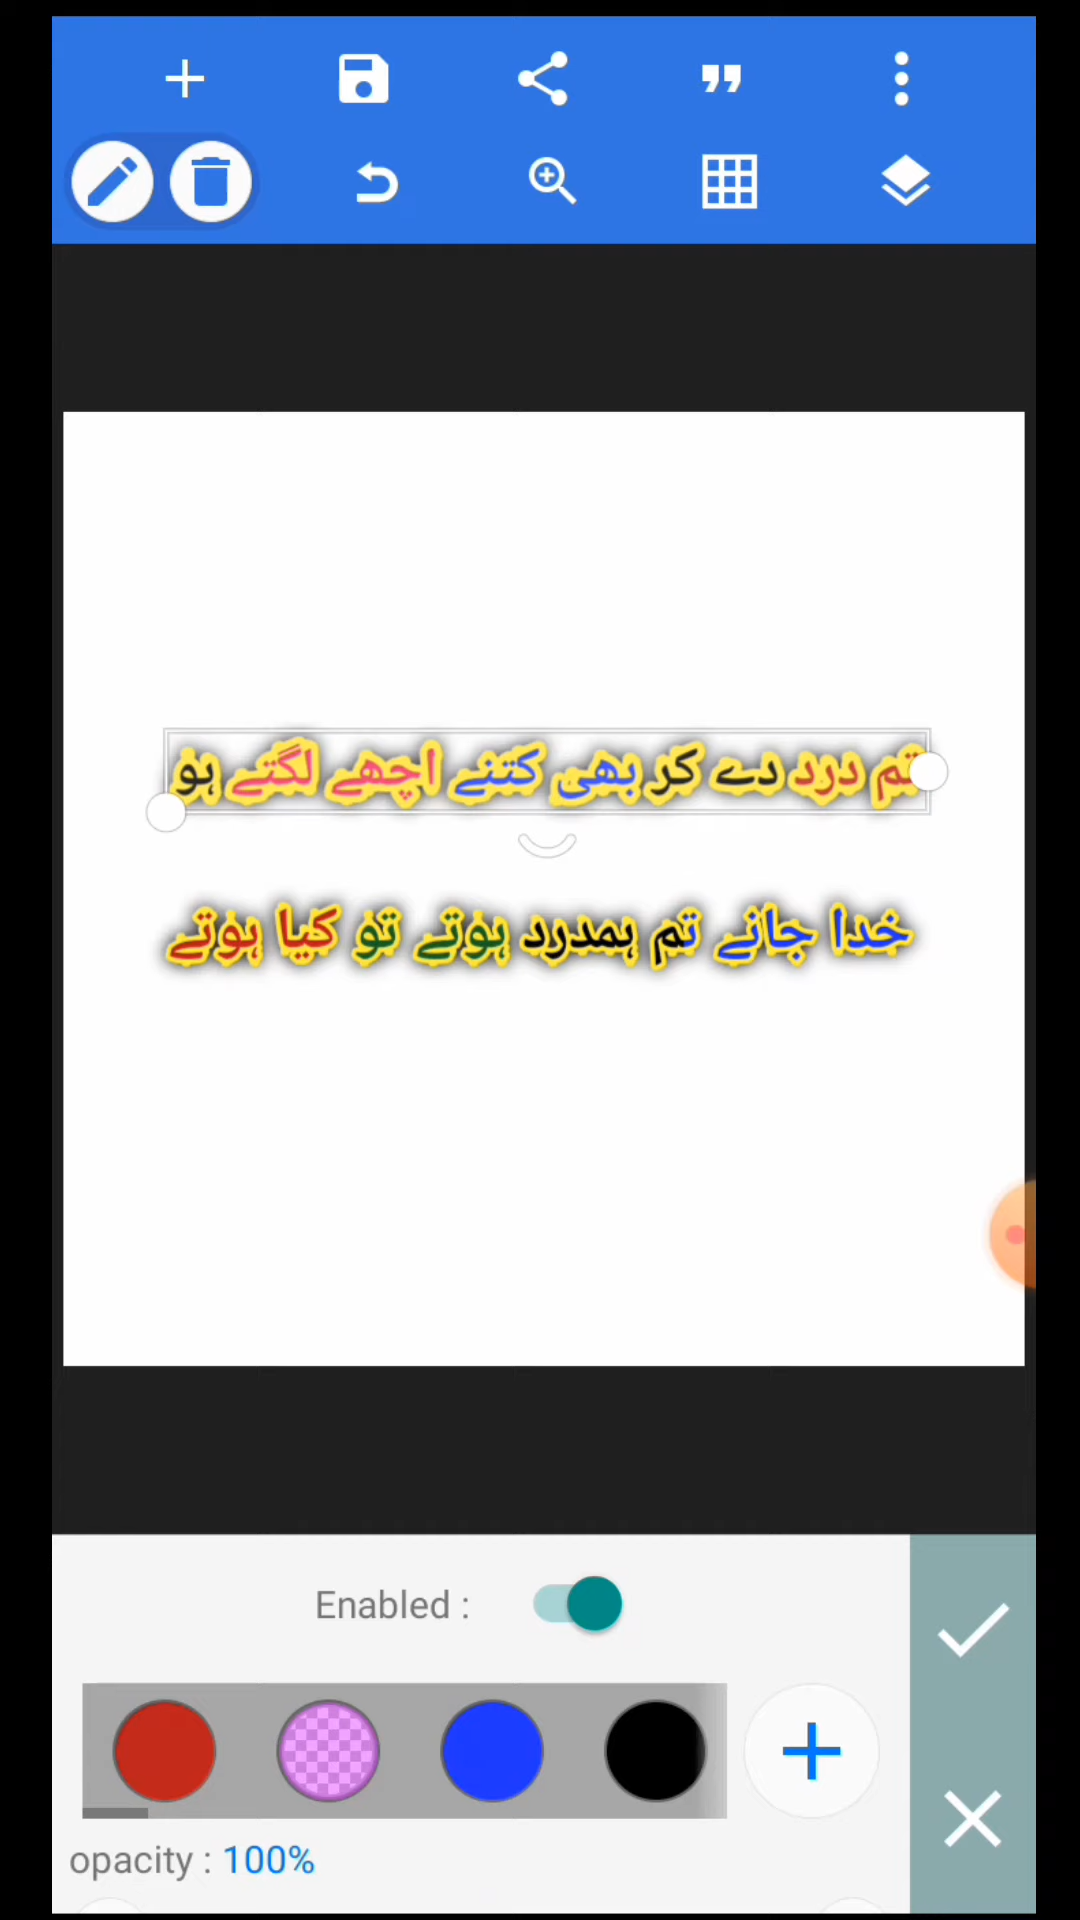 تم درد دے کر بھی کتنے اچھے لگتے ہو
خدا جانے تم ہمدرد ہوتے تو کیا ہوتے
Enabled :
opacity : 100%